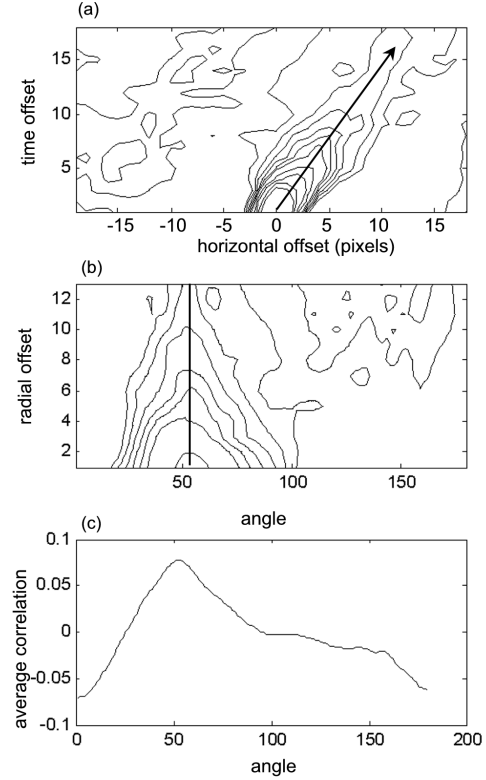 (a)
time offset
15
10
5
-15 -10 -5 0 5 10 15
horizontal offset (pixels)
(b)
radial offset
12
10
8
6
4
2
50 100 150
angle
(c)
average correlation
0.1
0.05
0
-0.05
-0.1
0 50 100 150 200
angle